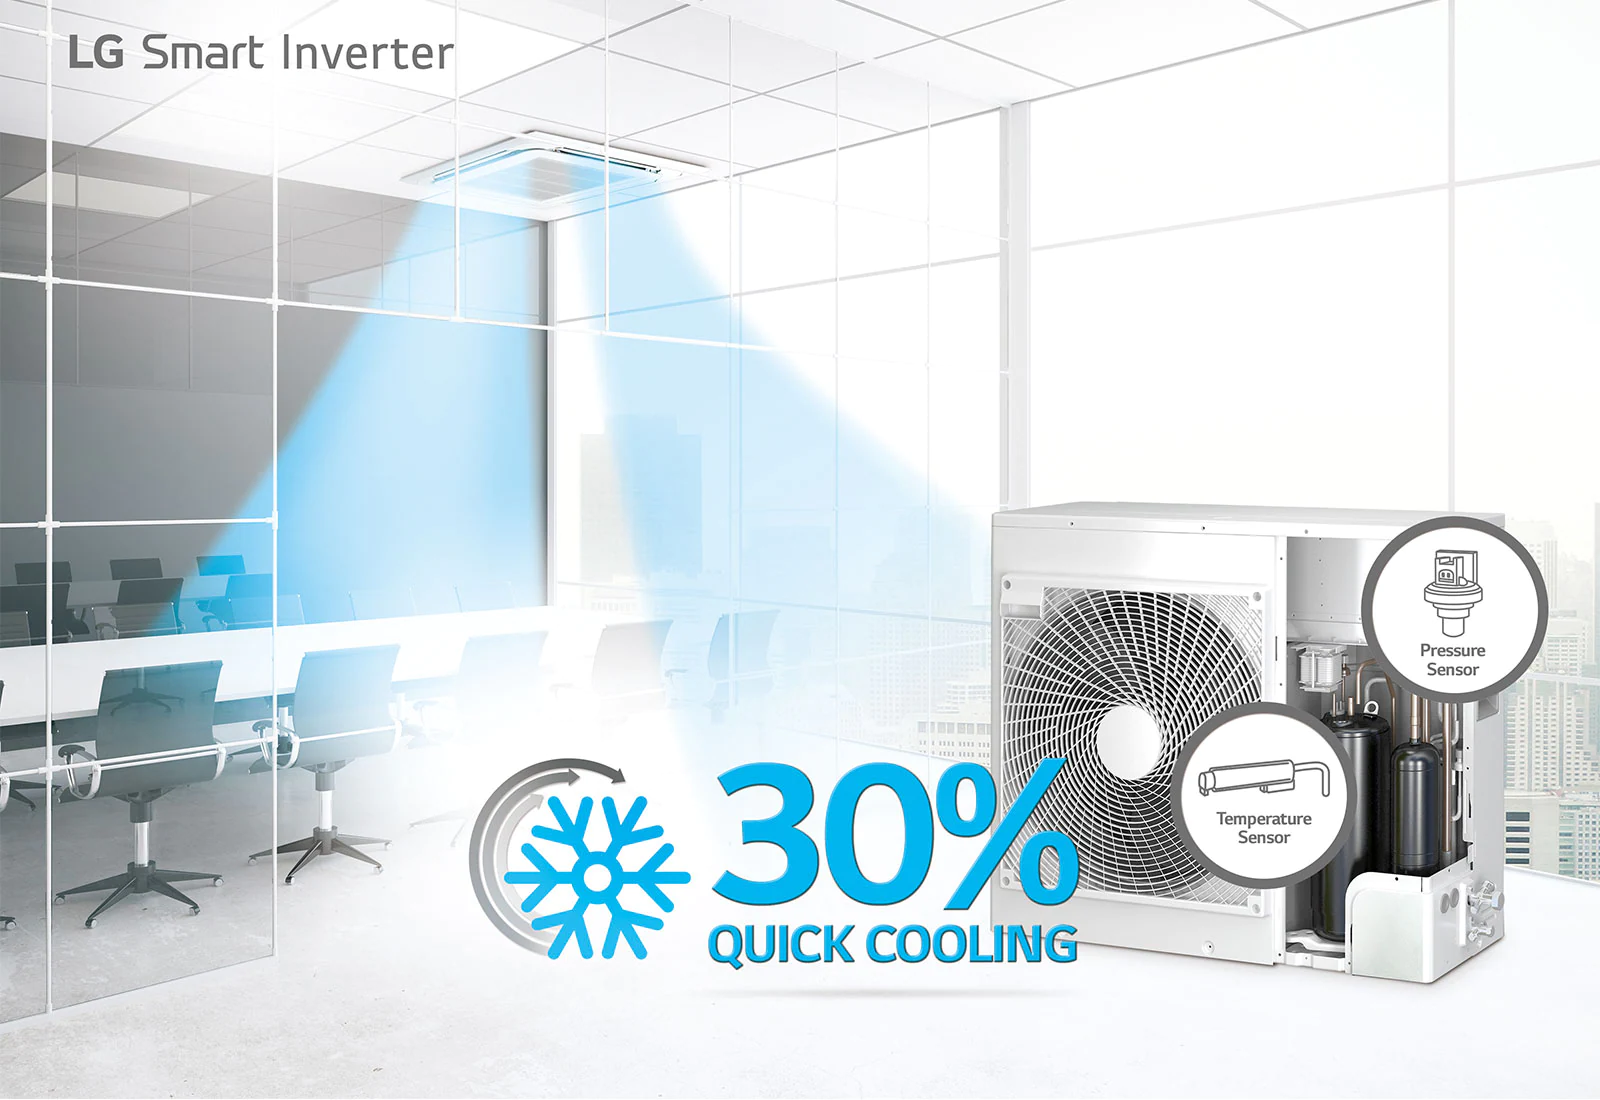 LG Smart Inverter
Pressure
Sensor
Temperature
Sensor
30%
QUICK COOLING